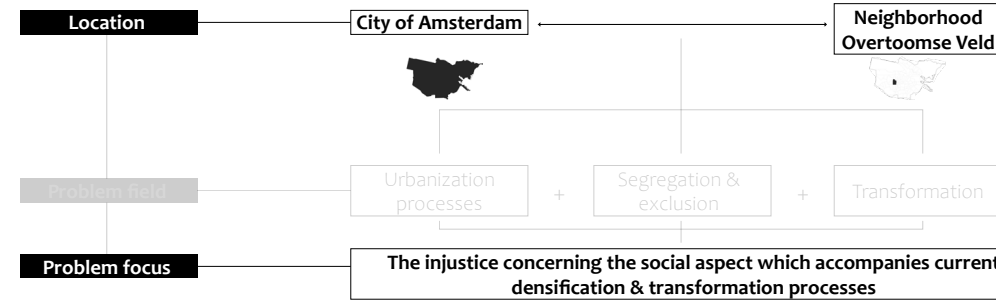 Location
City of Amsterdam
Neighborhood
Overtoomse Veld
Problem field
Urbanization
processes
+
Segregation &
exclusion
+
Transformation
Problem focus
The injustice concerning the social aspect which accompanies current
densification & transformation processes